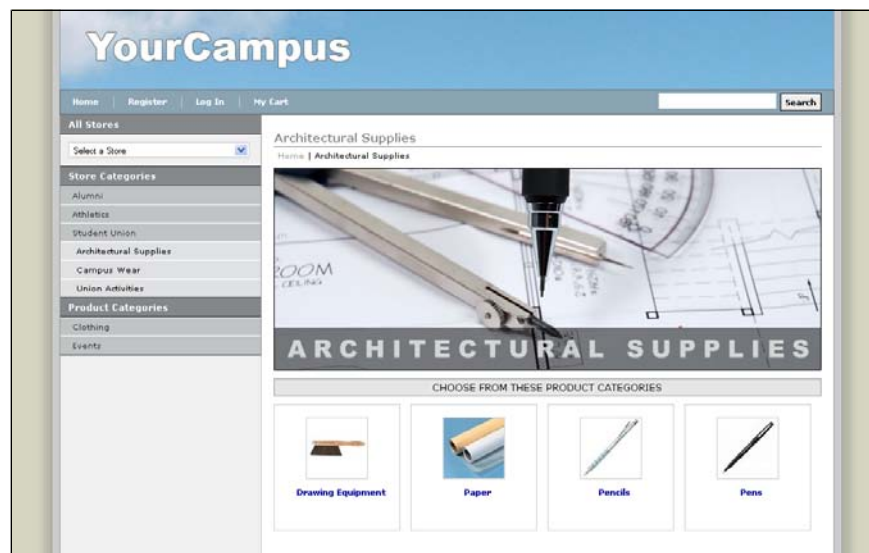 YourCampus
Home | Register | Log In | My Cart
Search
All Stores
Select a Store
Store Categories
Alumni
Athletics
Student Union
Architectural Supplies
Campus Wear
Union Activities
Product Categories
Clothing
Events
Architectural Supplies
Home | Architectural Supplies
ROOM
CEILING
ARCHITECTURAL SUPPLIES
CHOOSE FROM THESE PRODUCT CATEGORIES
Drawing Equipment
Paper
Pencils
Pens